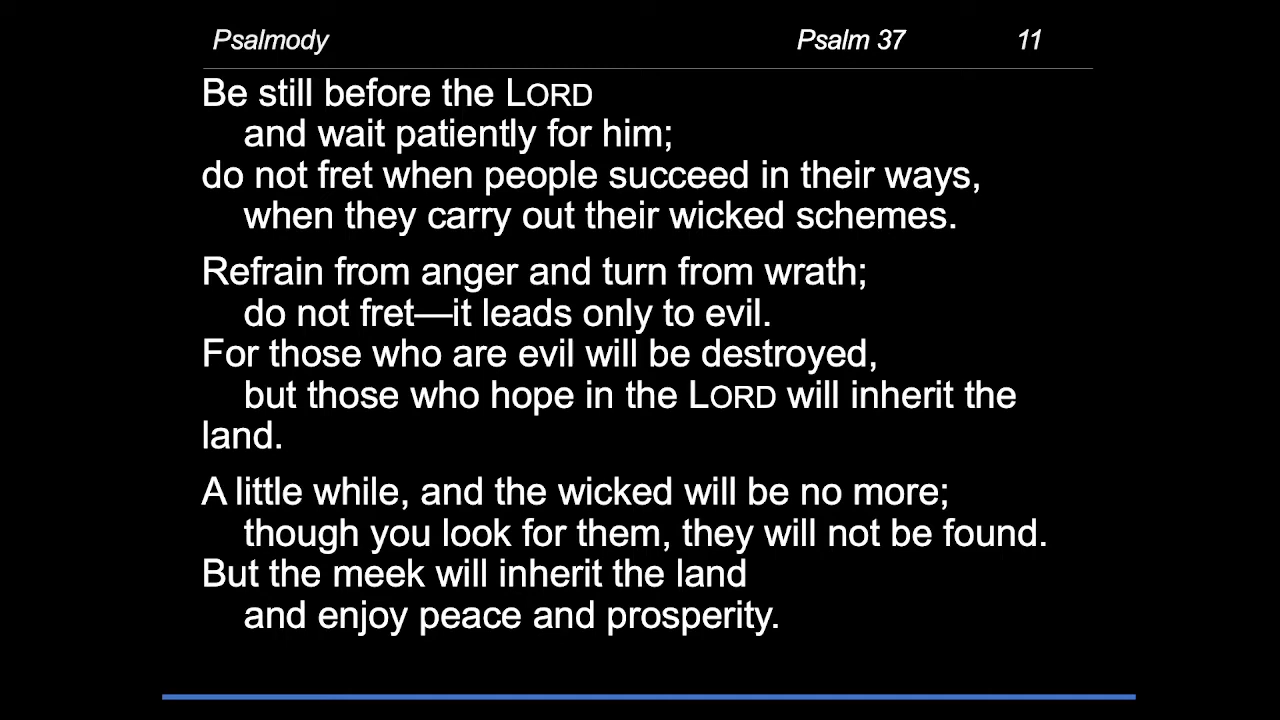 Psalmody Psalm 37 11
Be still before the LORD
and wait patiently for him;
do not fret when people succeed in their ways,
when they carry out their wicked schemes.
Refrain from anger and turn from wrath;
do not fret—it leads only to evil.
For those who are evil will be destroyed,
but those who hope in the LORD will inherit the
land.
A little while, and the wicked will be no more;
though you look for them, they will not be found.
But the meek will inherit the land
and enjoy peace and prosperity.